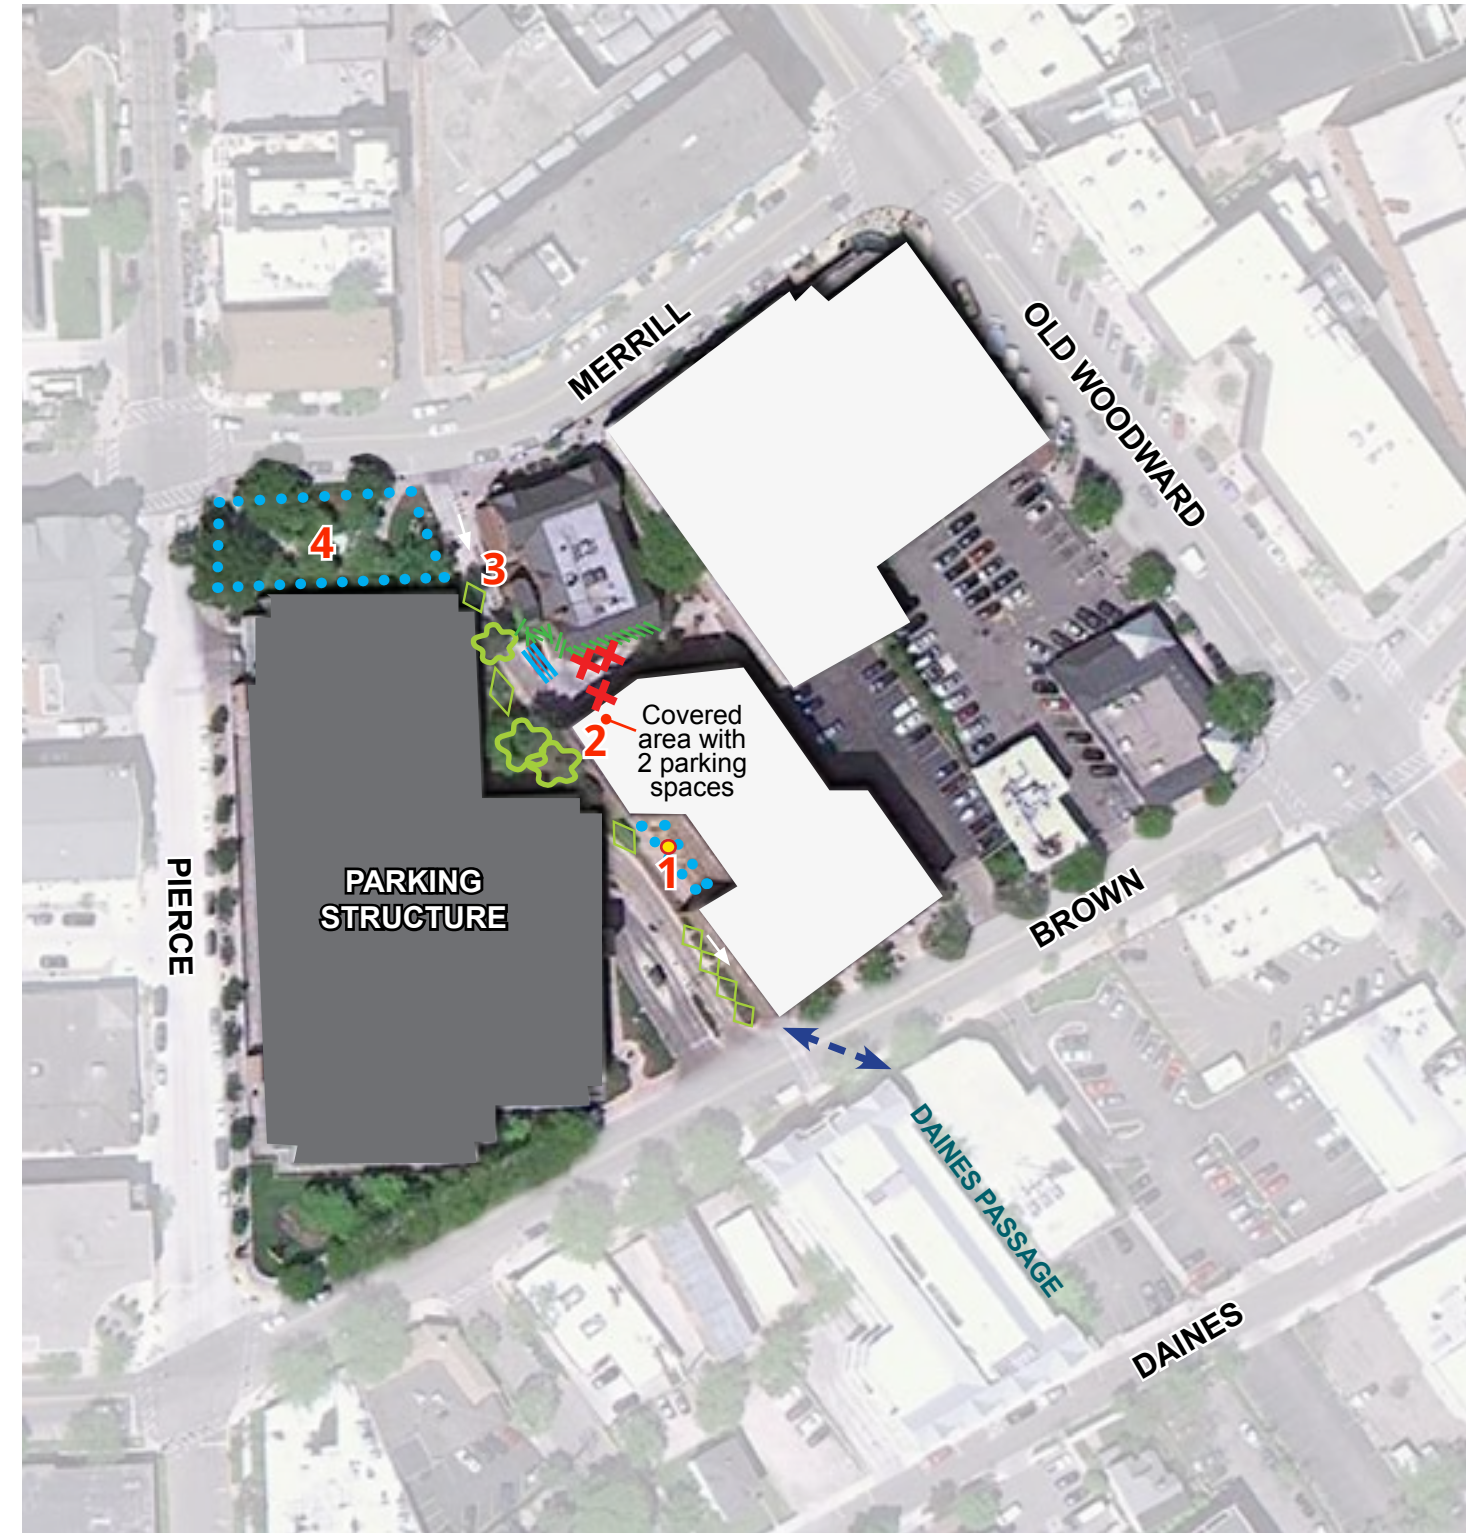 MERRILL
OLD WOODWARD
4
3
Covered
area with
2 parking
spaces
2
1
PIERCE
PARKING
STRUCTURE
BROWN
DAINES PASSAGE
DAINES